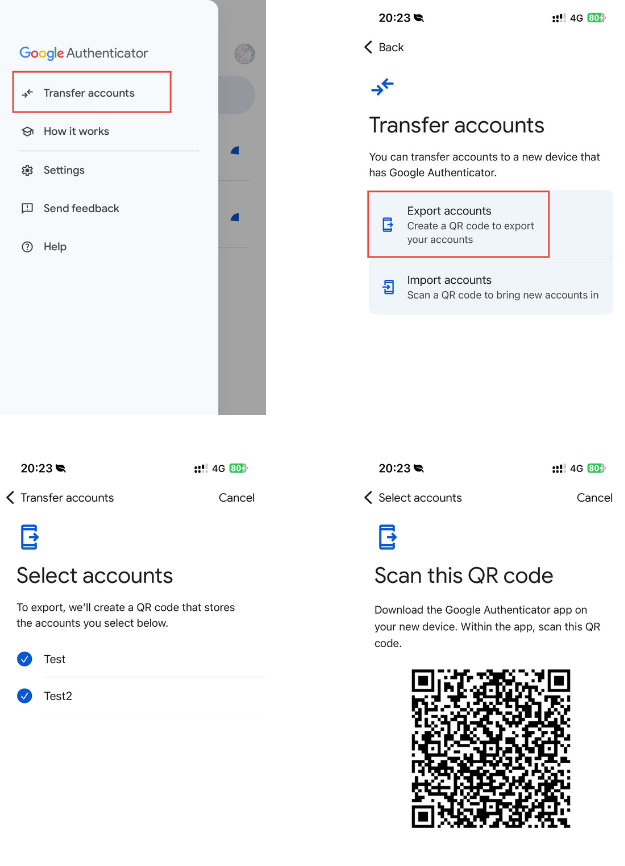 Google Authenticator
Transfer accounts
How it works
Settings
Send feedback
Help
20:23
4G 80
Back
Transfer accounts
You can transfer accounts to a new device that
has Google Authenticator.
Export accounts
Create a QR code to export
your accounts
Import accounts
Scan a QR code to bring new accounts in
20:23
4G 80
Transfer accounts
Cancel
Select accounts
To export, we'll create a QR code that stores
the accounts you select below.
Test
Test2
20:23
4G 80
Select accounts
Cancel
Scan this QR code
Download the Google Authenticator app on
your new device. Within the app, scan this QR
code.